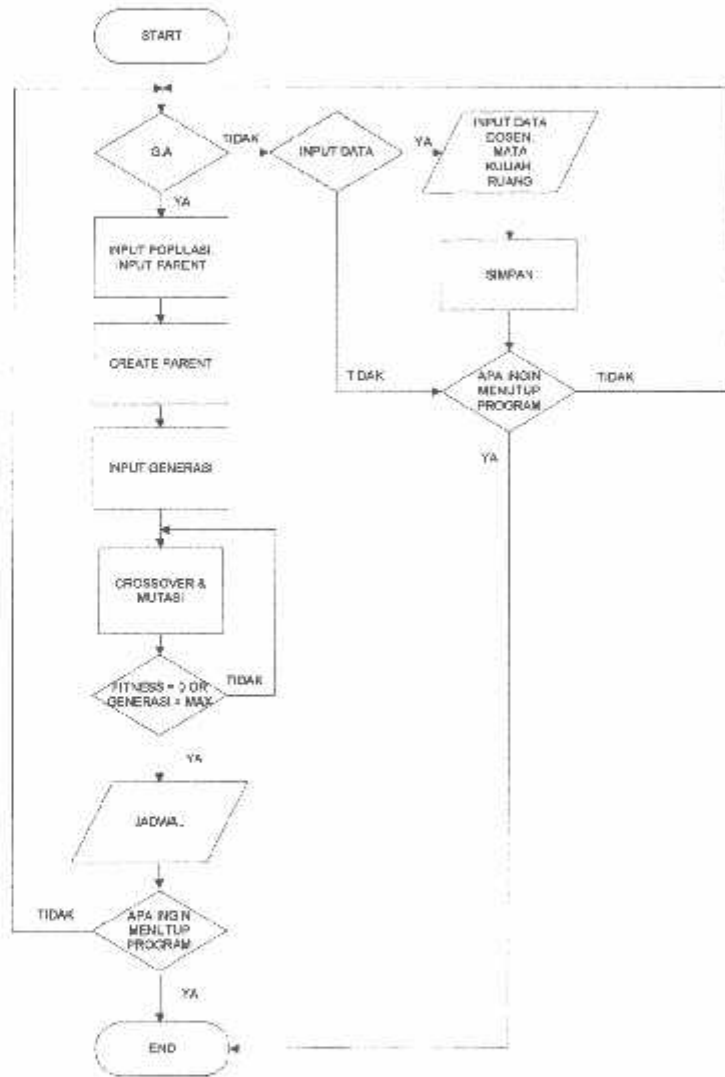 START
G.A
TIDAK
INPUT DATA
YA
INPUT DATA
DOSEN,
MATA
KULIAH
RUANG
YA
INPUT POPULASI,
INPUT PARENT
SIMPAN
CREATE PARENT
TIDAK
APA INGIN
MENUTUP
PROGRAM
TIDAK
YA
INPUT GENERASI
CROSSOVER &
MUTASI
FITNESS = 0 OR
GENERASI = MAX
TIDAK
YA
JADWAL
TIDAK
APA INGIN
MENUTUP
PROGRAM
YA
END